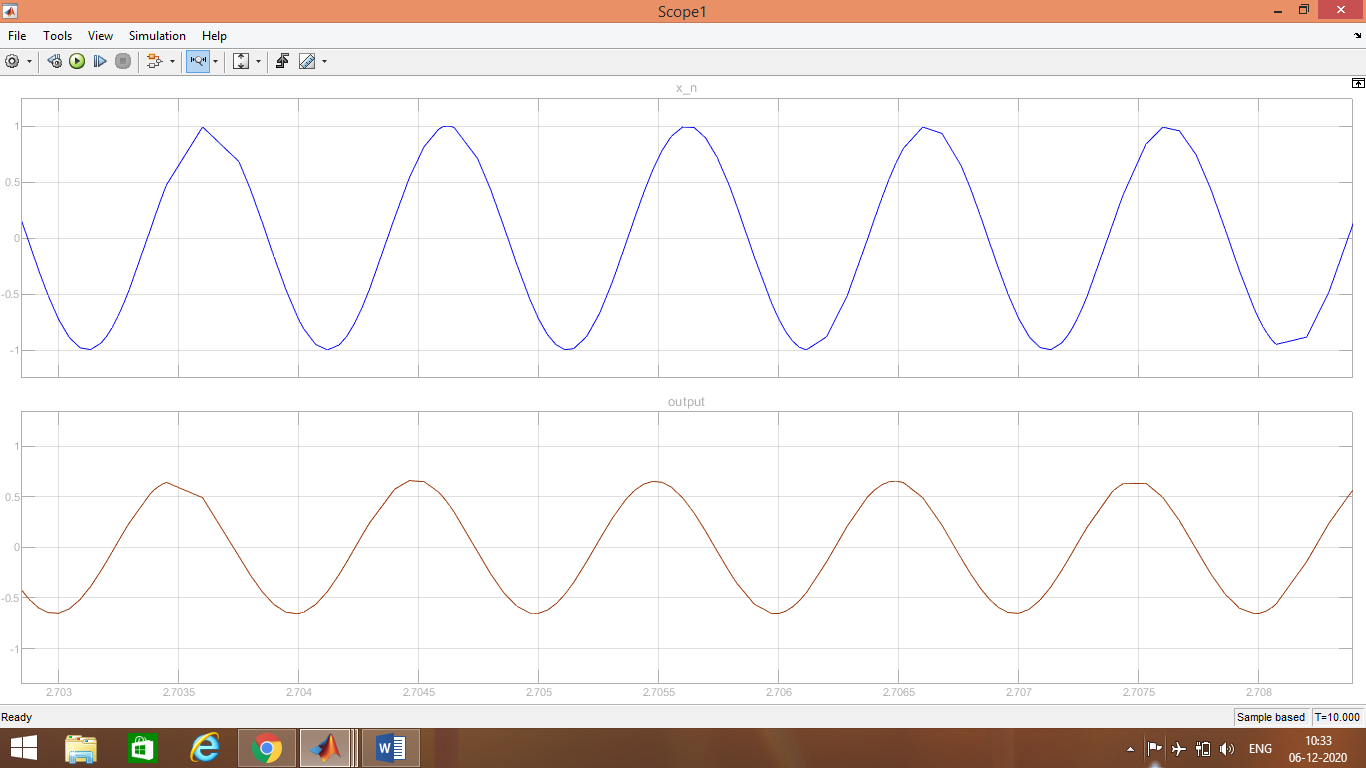 Scope1
File Tools View Simulation Help
x_n
1
0.5
0
-0.5
-1
output
1
0.5
0
-0.5
-1
2.703 2.7035 2.704 2.7045 2.705 2.7055 2.706 2.7065 2.707 2.7075 2.708
Ready
Sample based T=10.000
ENG
10:33
06-12-2020